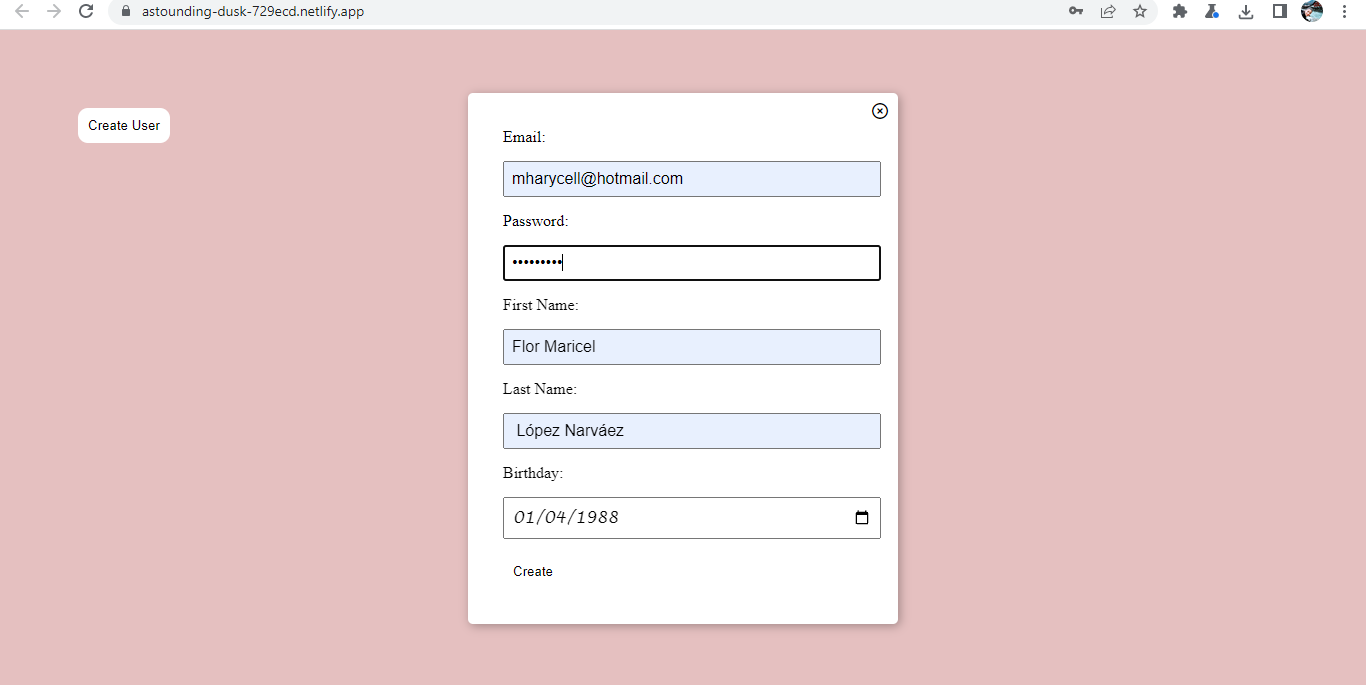 astounding-dusk-729ecd.netlify.app
Create User
Email:
mharycell@hotmail.com
Password:
•••••••••
First Name:
Flor Maricel
Last Name:
López Narváez
Birthday:
01/04/1988
Create